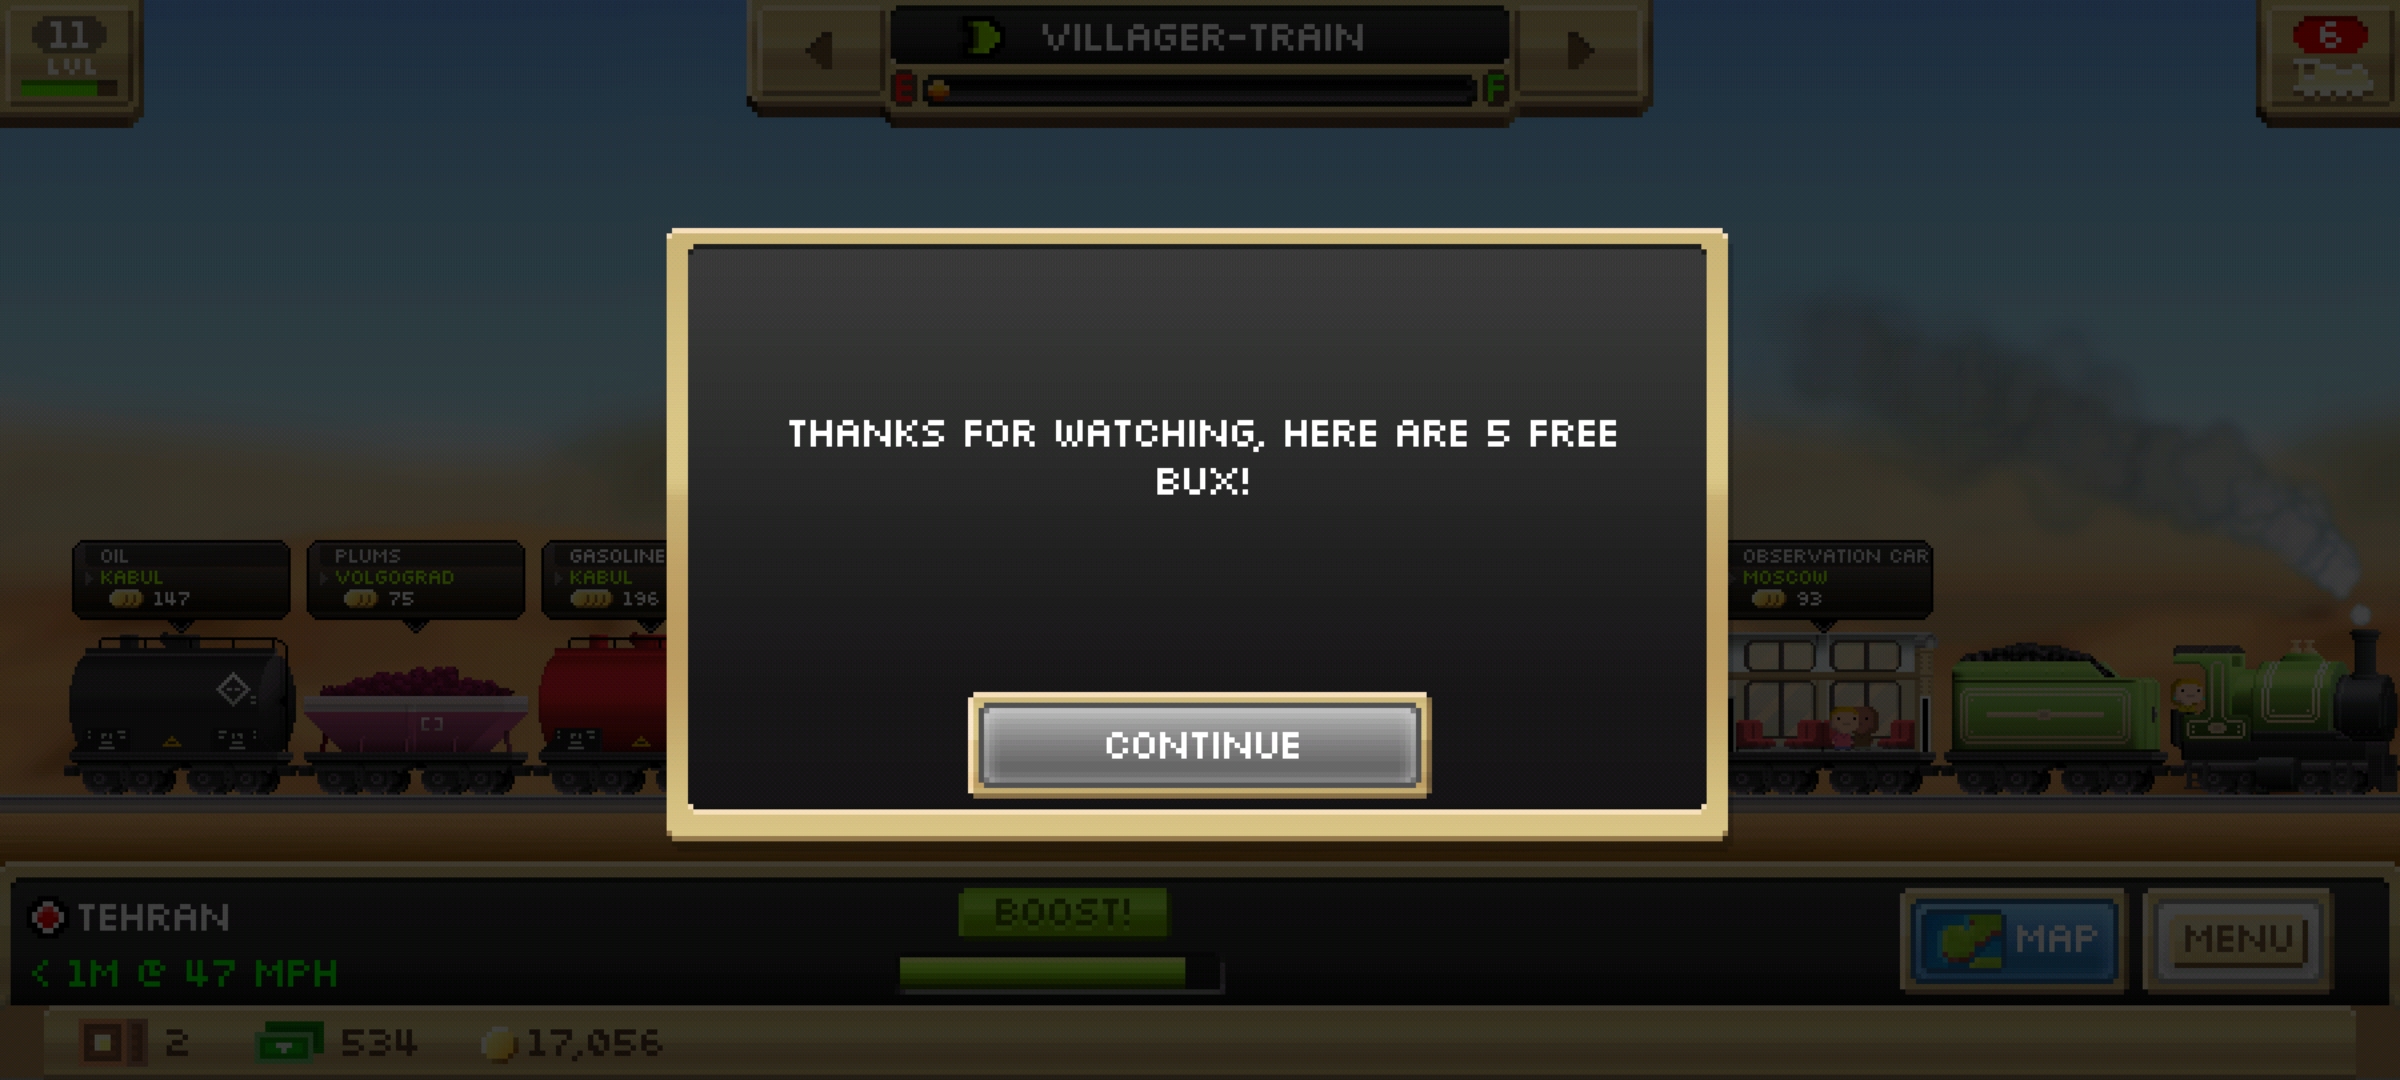 11
LVL
VILLAGER-TRAIN
E F
6
THANKS FOR WATCHING, HERE ARE 5 FREE
BUX!
CONTINUE
OIL
KABUL
147
PLUMS
VOLGOGRAD
75
GASOLINE
KABUL
196
OBSERVATION CAR
MOSCOW
93
TEHRAN
< 1M @ 47 MPH
BOOST!
MAP
MENU
2
534
17,056